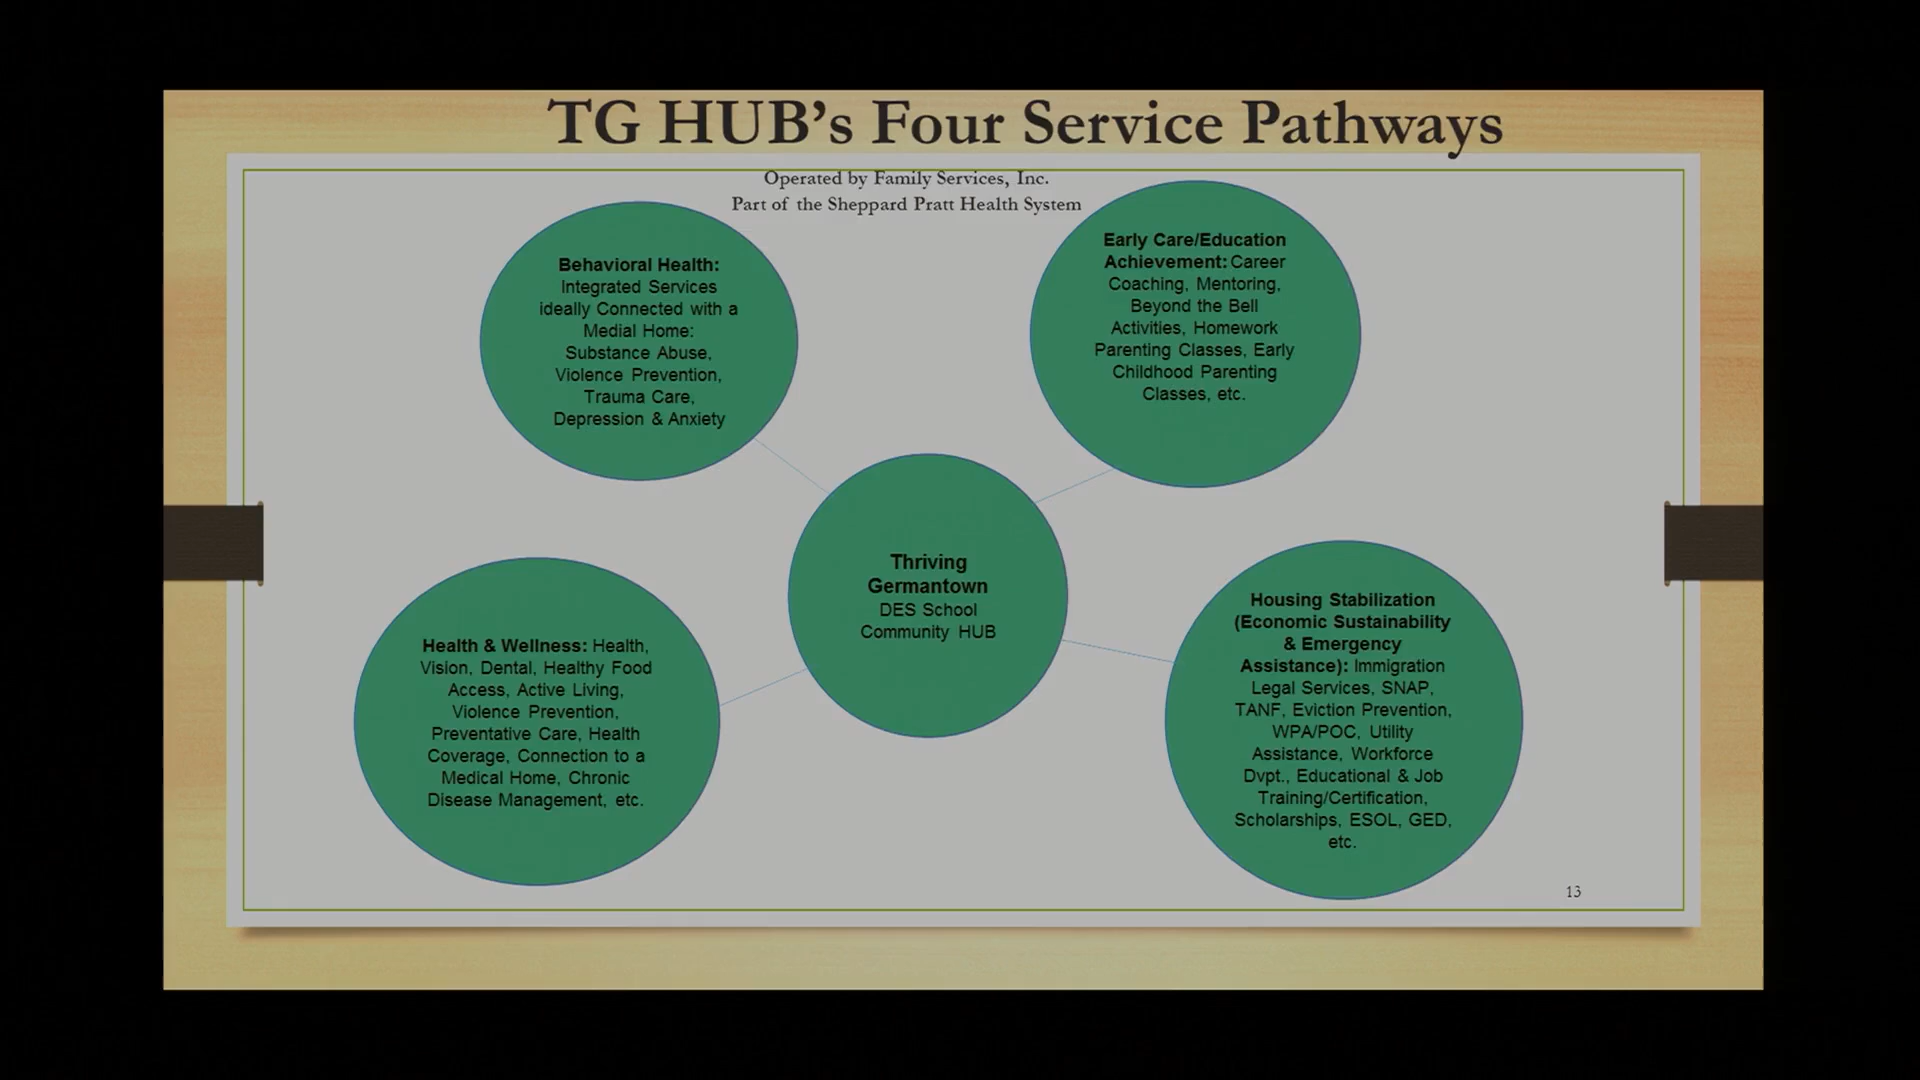 TG HUB's Four Service Pathways
Operated by Family Services, Inc.
Part of the Sheppard Pratt Health System
Behavioral Health:
Integrated Services
ideally Connected with a
Medial Home:
Substance Abuse,
Violence Prevention,
Trauma Care,
Depression & Anxiety
Early Care/Education
Achievement: Career
Coaching, Mentoring,
Beyond the Bell
Activities, Homework
Parenting Classes, Early
Childhood Parenting
Classes, etc.
Thriving
Germantown
DES School
Community HUB
Health & Wellness: Health,
Vision, Dental, Healthy Food
Access, Active Living,
Violence Prevention,
Preventative Care, Health
Coverage, Connection to a
Medical Home, Chronic
Disease Management, etc.
Housing Stabilization
(Economic Sustainability
& Emergency
Assistance): Immigration
Legal Services, SNAP,
TANF, Eviction Prevention,
WPA/POC, Utility
Assistance, Workforce
Dvpt., Educational & Job
Training/Certification,
Scholarships, ESOL, GED,
etc.
13